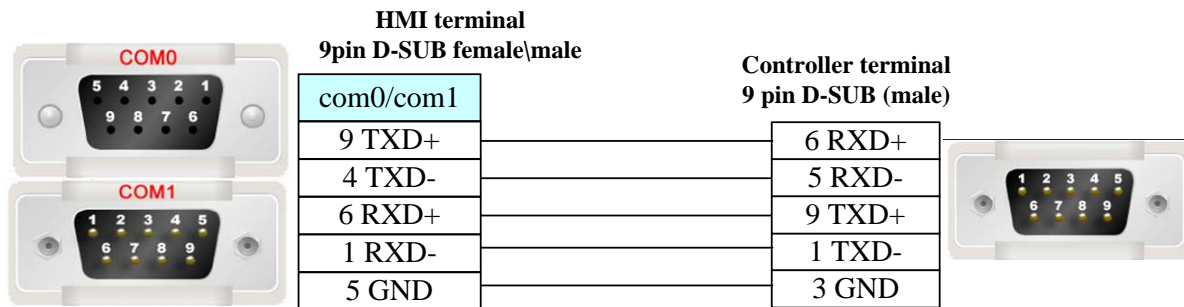 HMI terminal
9pin D-SUB female\male
COM0
5 4 3 2 1
9 8 7 6
COM1
1 2 3 4 5
6 7 8 9
com0/com1
9 TXD+
4 TXD-
6 RXD+
1 RXD-
5 GND
Controller terminal
9 pin D-SUB (male)
6 RXD+
5 RXD-
9 TXD+
1 TXD-
3 GND
1 2 3 4 5
6 7 8 9